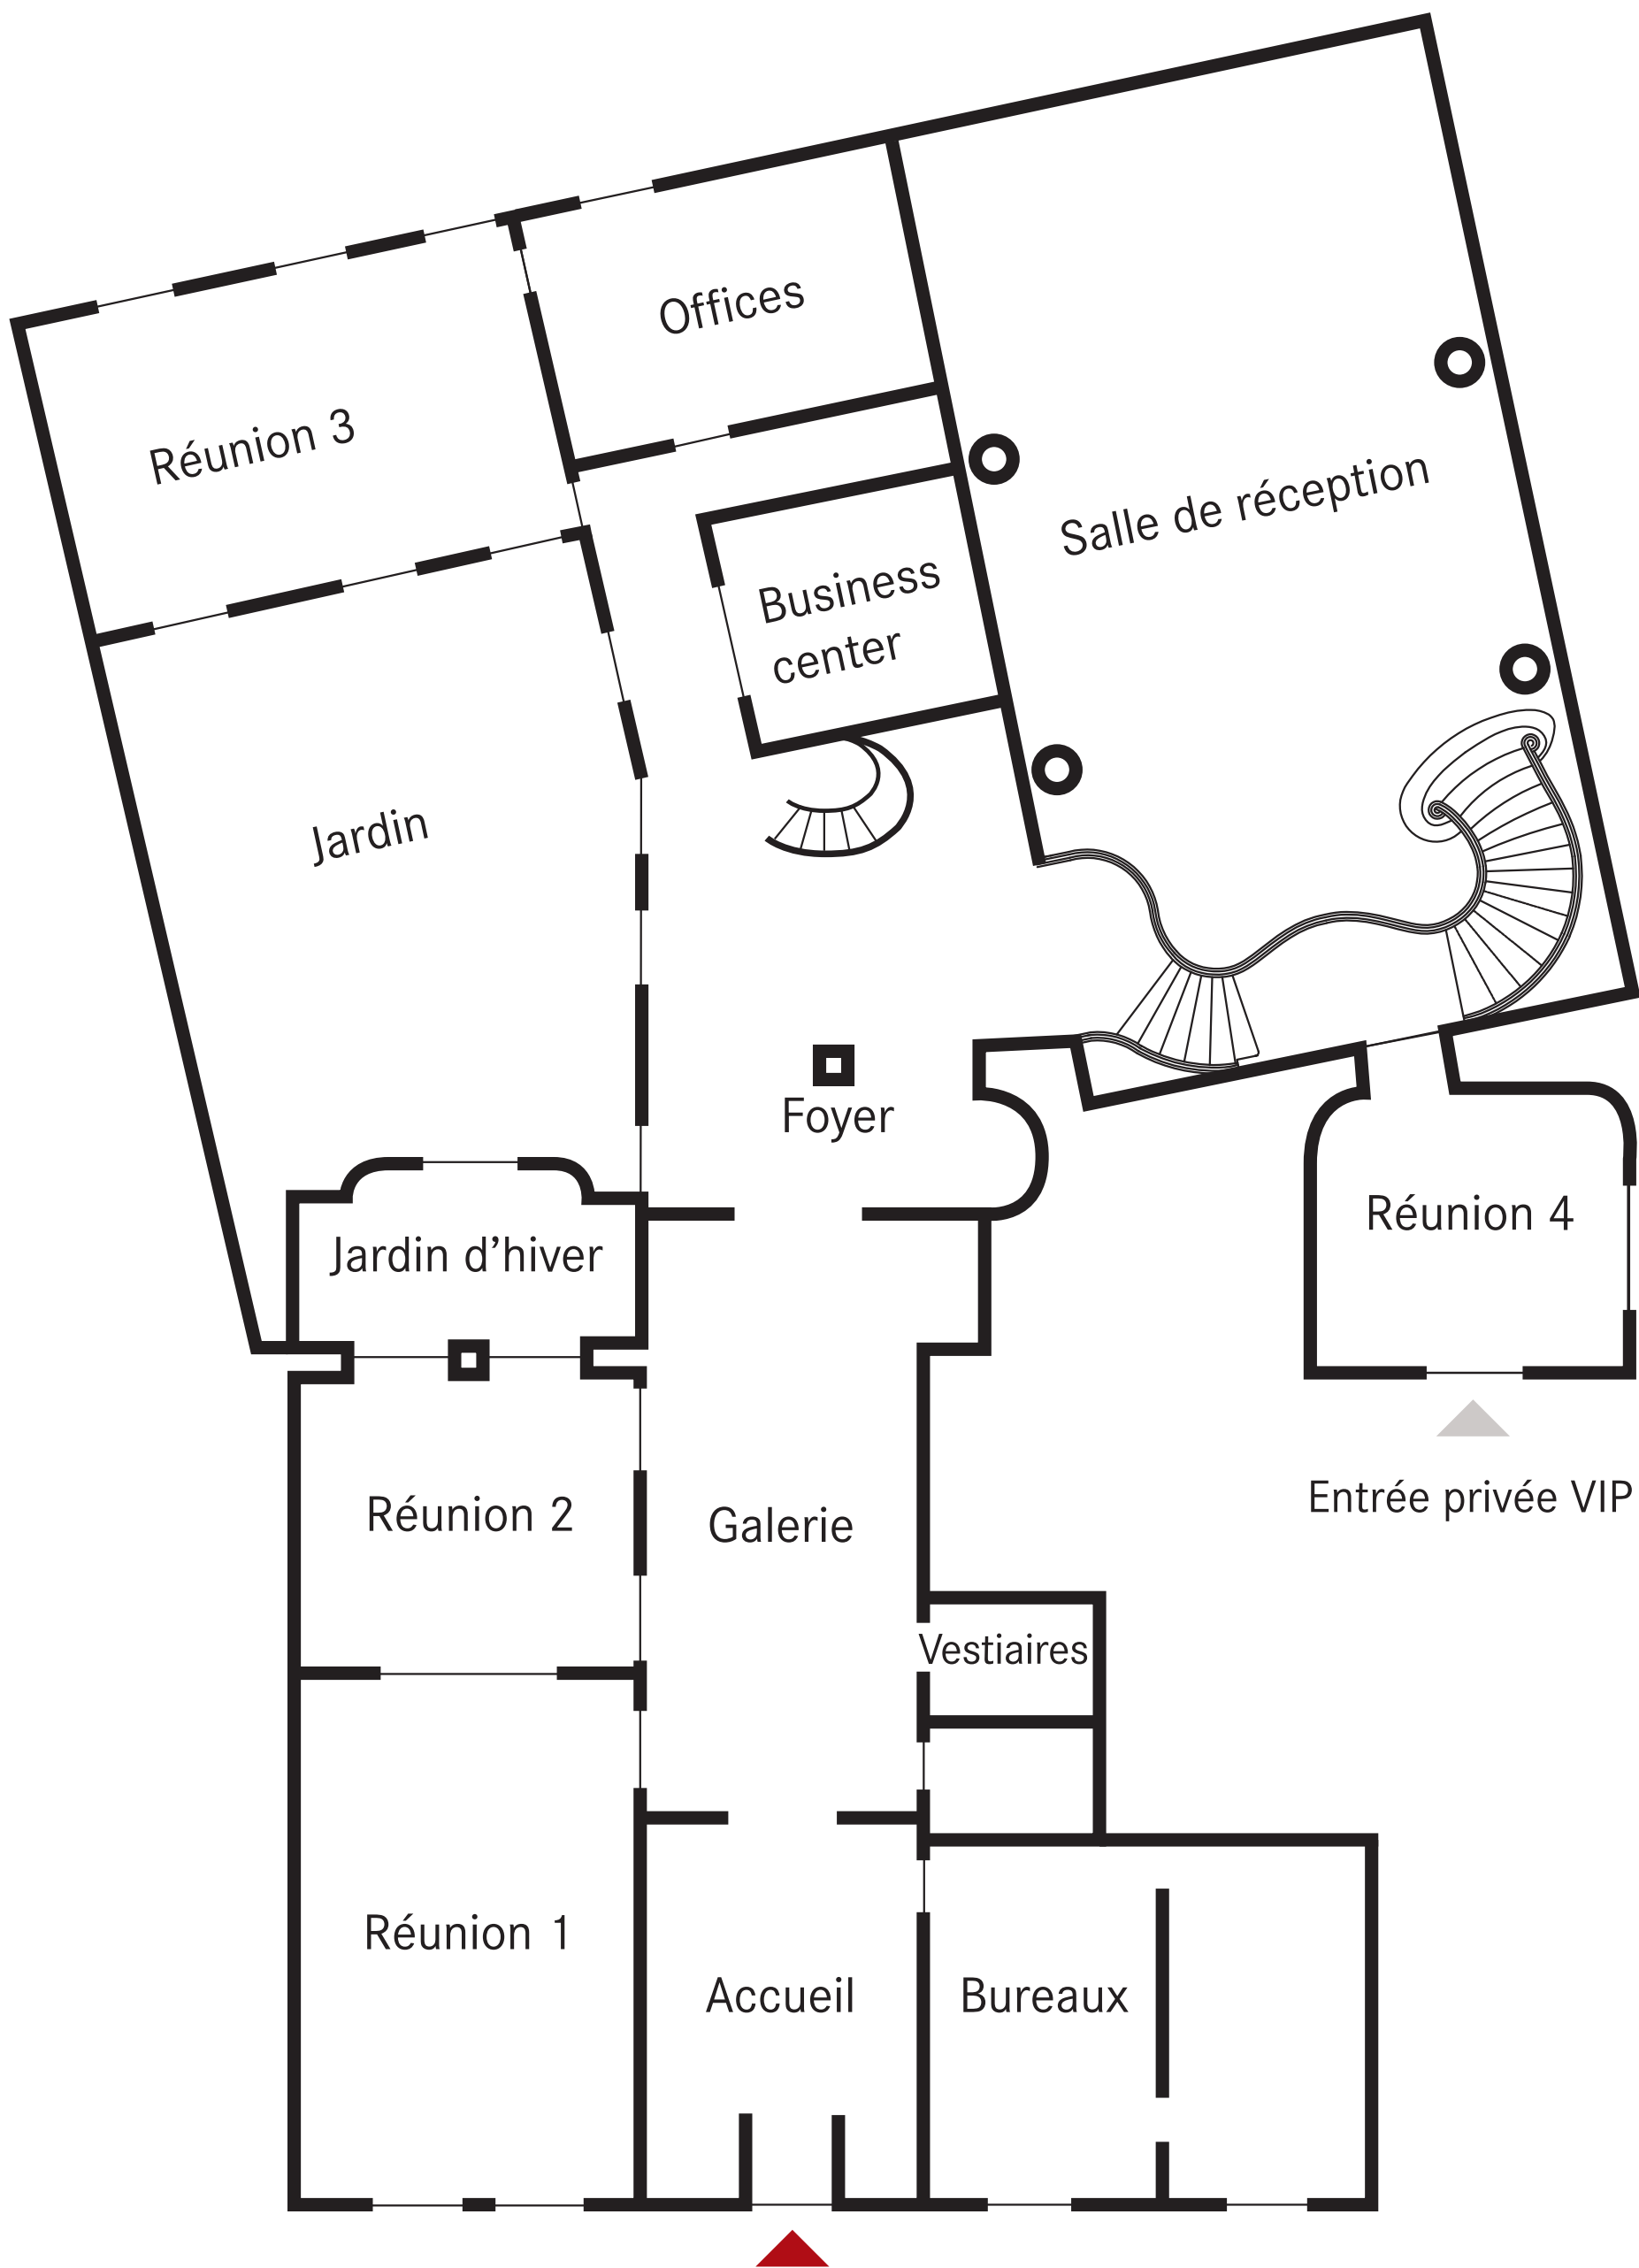 Offices
Réunion 3
Salle de réception
Business
center
Jardin
Foyer
Réunion 4
Jardin d’hiver
Entrée privée VIP
Réunion 2
Galerie
Vestiaires
Réunion 1
Accueil
Bureaux